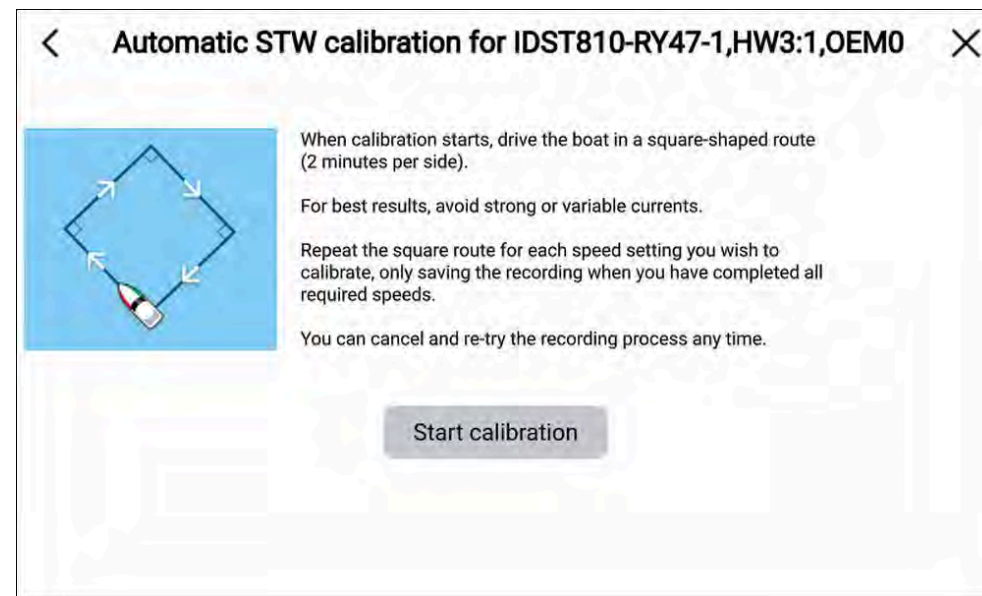 Automatic STW calibration for IDST810-RY47-1,HW3:1,OEM0
When calibration starts, drive the boat in a square-shaped route
(2 minutes per side).
For best results, avoid strong or variable currents.
Repeat the square route for each speed setting you wish to
calibrate, only saving the recording when you have completed all
required speeds.
You can cancel and re-try the recording process any time.
Start calibration